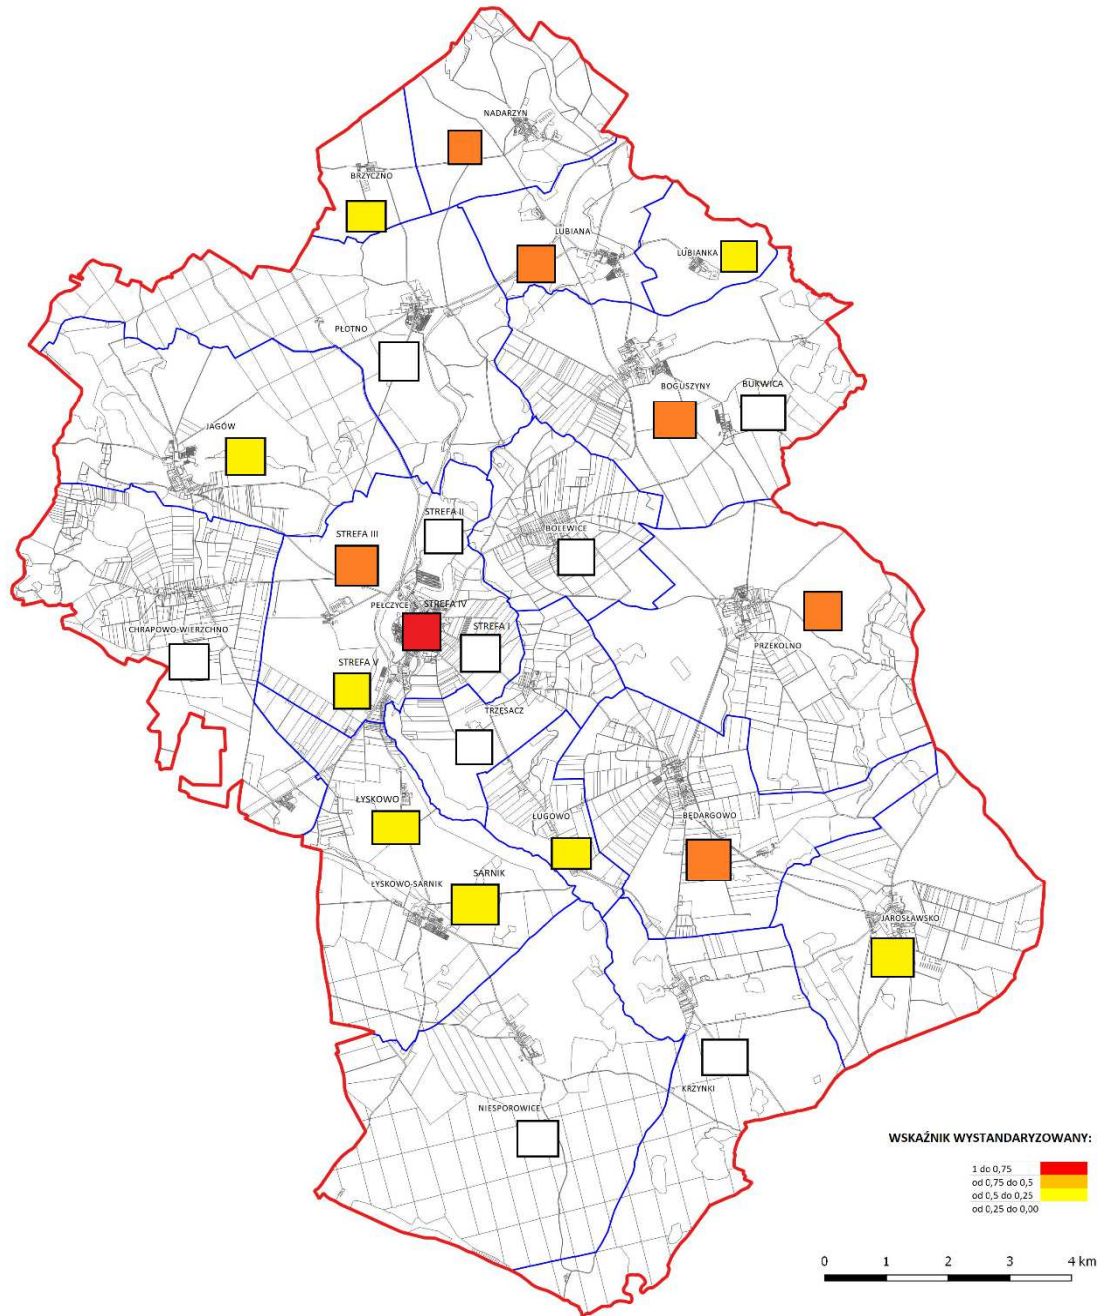 NADARZYN
BRZYCZNO
LUBIANA
LUBIANKA
PŁOTNO
BOGUSZYNY
BUKWICA
JAGÓW
STREFA II
STREFA III
BOLEWICE
PEŁCZYCE
STREFA IV
STREFA I
CHRAPOWO-WIERZCHNO
PRZEKOLNO
STREFA V
TRZĘSACZ
ŁYSKOWO
ŁUGOWO
BĘDARGOWO
SARNIK
ŁYSKOWO-SARNIK
JAROSŁAWSKO
KRZYNKI
NIESPOROWICE
WSKAŹNIK WYSTANDARYZOWANY:
1 do 0,75
od 0,75 do 0,5
od 0,5 do 0,25
od 0,25 do 0,00
0 1 2 3 4 km